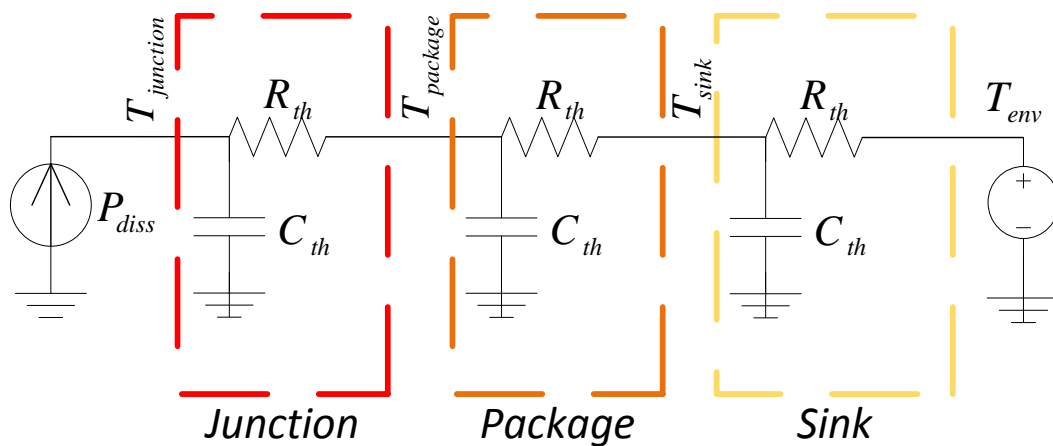 T_junction
T_package
T_sink
R_th
R_th
R_th
T_env
P_diss
C_th
C_th
C_th
+
−
Junction
Package
Sink